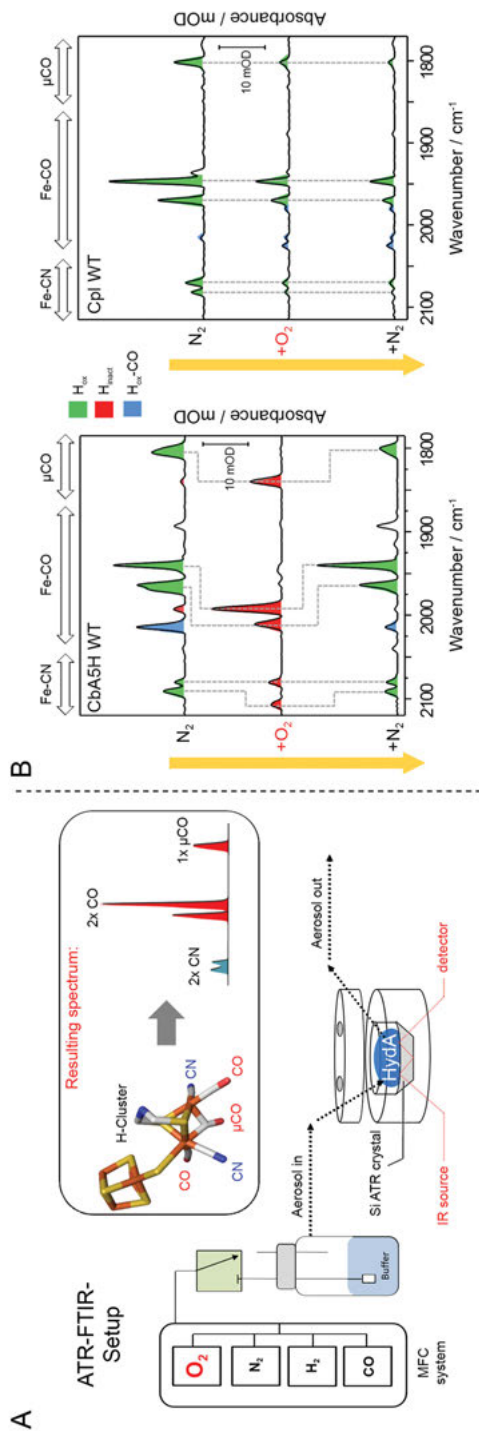 A
ATR-FTIR-
Setup
O2
N2
H2
CO
MFC
system
Buffer
Resulting spectrum:
H-Cluster
CN
CO
CN
μCO
CO
2x CN
2x CO
1x μCO
Aerosol in
Aerosol out
HydA
Si ATR crystal
IR source
detector
B
Fe-CN
Fe-CO
μCO
CbA5H WT
N2
+O2
+N2
10 mOD
2100
2000
1900
1800
Wavenumber / cm-1
Absorbance / mOD
Hox
Hinact
Hox-CO
Fe-CN
Fe-CO
μCO
CpI WT
N2
+O2
+N2
10 mOD
2100
2000
1900
1800
Wavenumber / cm-1
Absorbance / mOD